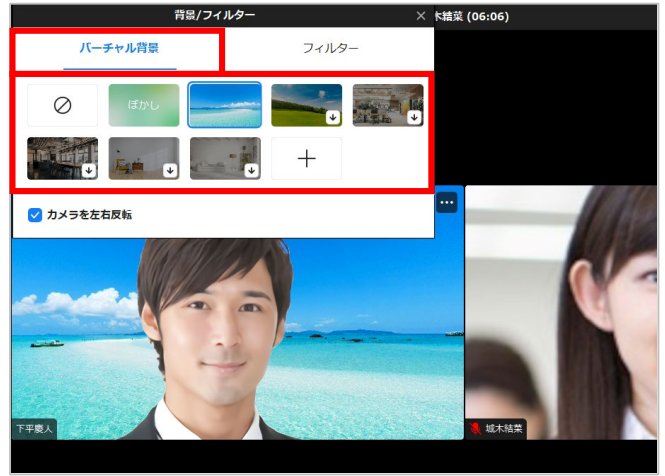 背景/フィルター
木結菜 (06:06)
バーチャル背景
フィルター
ぼかし
カメラを左右反転
下平慶人
城木結菜